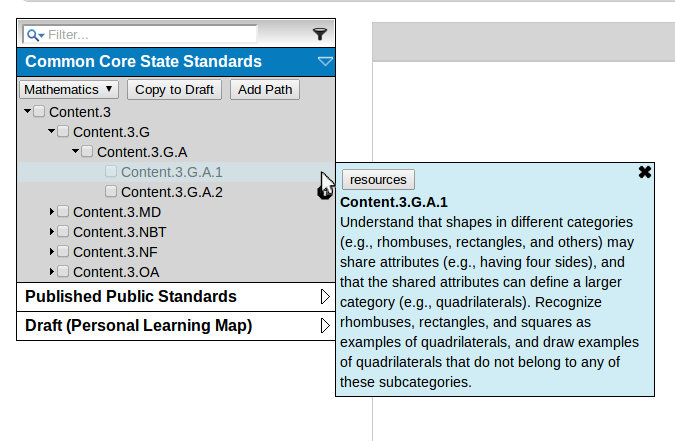 Filter...
Common Core State Standards
Mathematics Copy to Draft Add Path
Content.3
Content.3.G
Content.3.G.A
Content.3.G.A.1
Content.3.G.A.2
Content.3.MD
Content.3.NBT
Content.3.NF
Content.3.OA
Published Public Standards
Draft (Personal Learning Map)
resources
Content.3.G.A.1
Understand that shapes in different categories
(e.g., rhombuses, rectangles, and others) may
share attributes (e.g., having four sides), and
that the shared attributes can define a larger
category (e.g., quadrilaterals). Recognize
rhombuses, rectangles, and squares as
examples of quadrilaterals, and draw examples
of quadrilaterals that do not belong to any of
these subcategories.